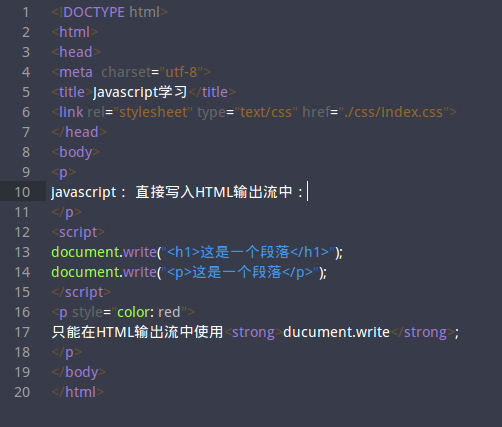 1 <!DOCTYPE html>
2 <html>
3 <head>
4 <meta  charset="utf-8">
5 <title>Javascript学习</title>
6 <link rel="stylesheet" type="text/css" href="./css/index.css">
7 </head>
8 <body>
9 <p>
10 javascript： 直接写入HTML输出流中：
11 </p>
12 <script>
13 document.write("<h1>这是一个段落</h1>");
14 document.write("<p>这是一个段落</p>");
15 </script>
16 <p style="color: red">
17 只能在HTML输出流中使用<strong>ducument.write</strong>;
18 </p>
19 </body>
20 </html>